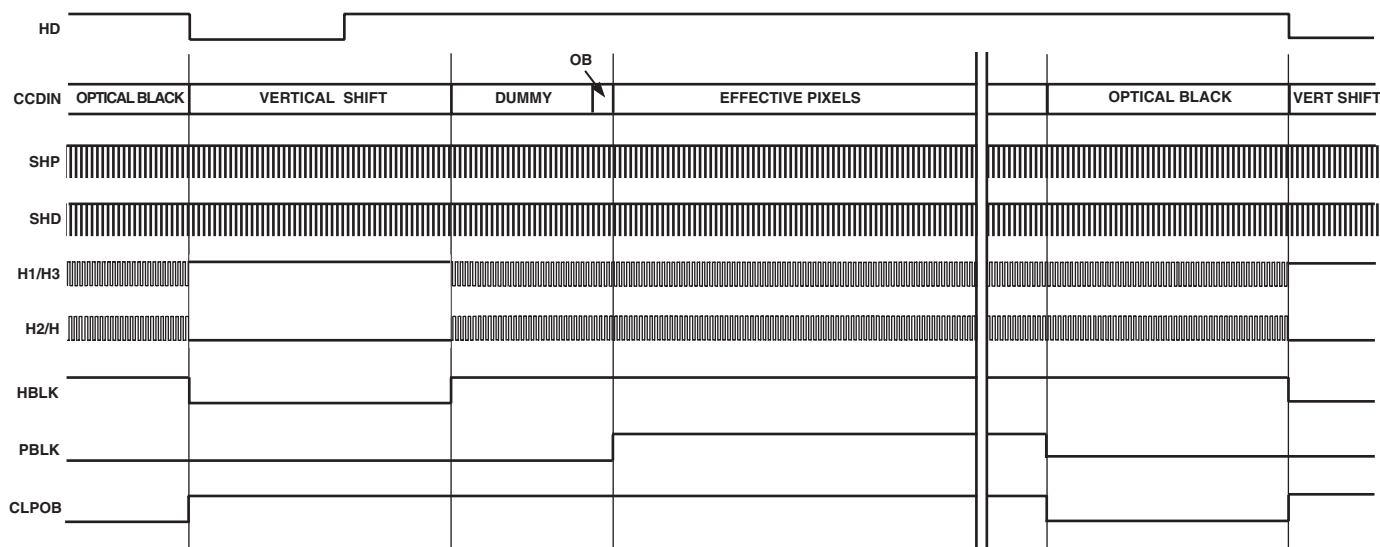 HD
OB
CCDIN OPTICAL BLACK VERTICAL SHIFT DUMMY EFFECTIVE PIXELS OPTICAL BLACK VERT SHIFT
SHP
SHD
H1/H3
H2/H
HBLK
PBLK
CLPOB